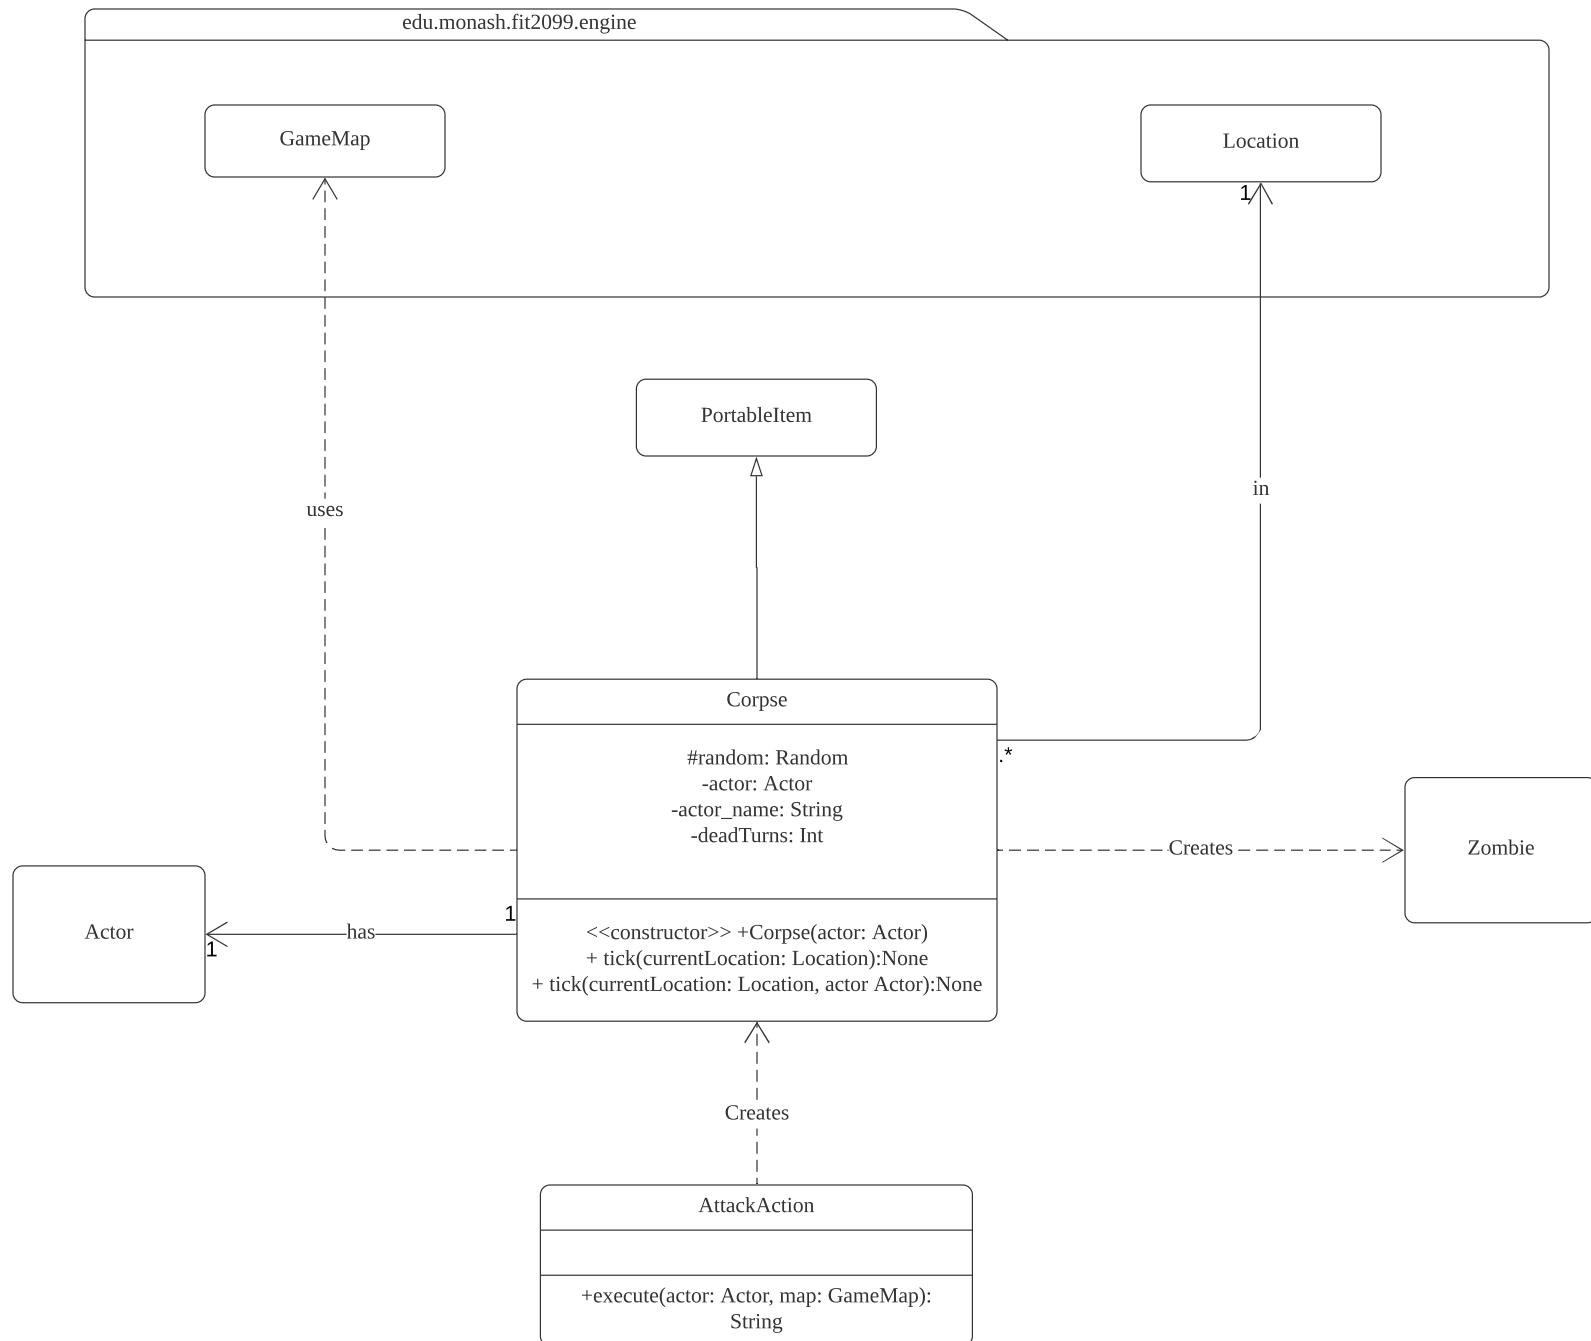 edu.monash.fit2099.engine
GameMap
Location
1
PortableItem
in
uses
Corpse
#random: Random
-actor: Actor
-actor_name: String
-deadTurns: Int
.*
Creates
Zombie
Actor
has
1
1
<<constructor>> +Corpse(actor: Actor)
+ tick(currentLocation: Location):None
+ tick(currentLocation: Location, actor Actor):None
Creates
AttackAction
+execute(actor: Actor, map: GameMap):
String